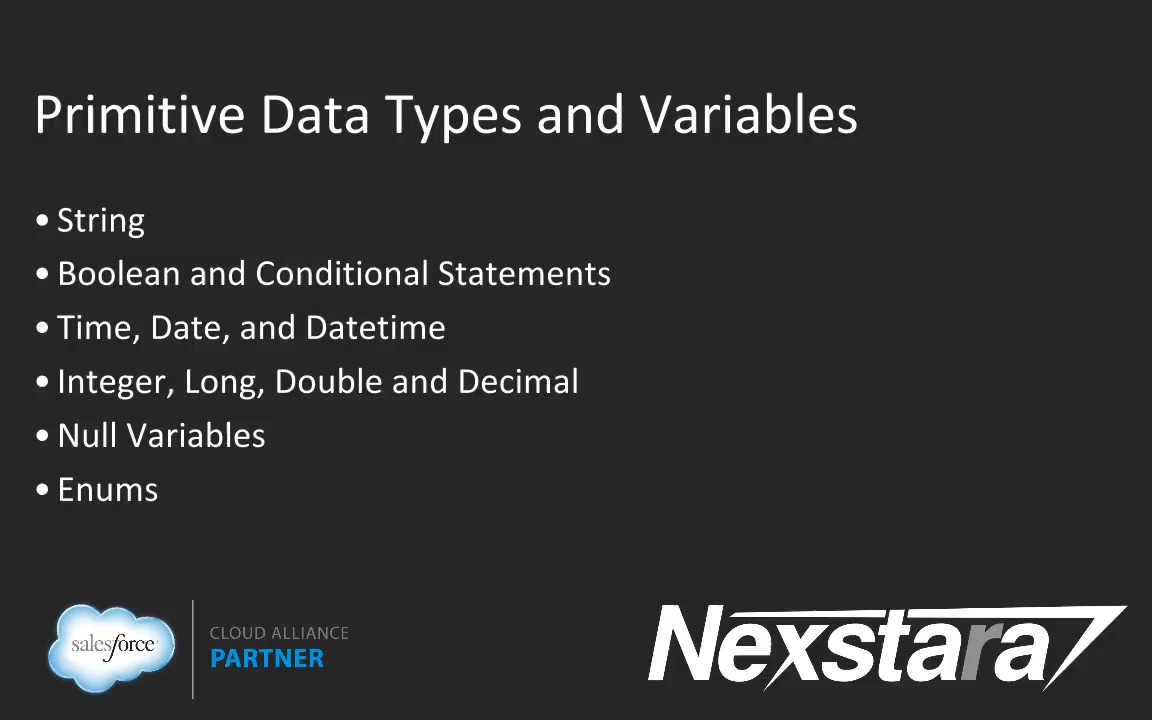 Primitive Data Types and Variables
• String
• Boolean and Conditional Statements
• Time, Date, and Datetime
• Integer, Long, Double and Decimal
• Null Variables
• Enums
salesforce
CLOUD ALLIANCE
PARTNER
Nexstara